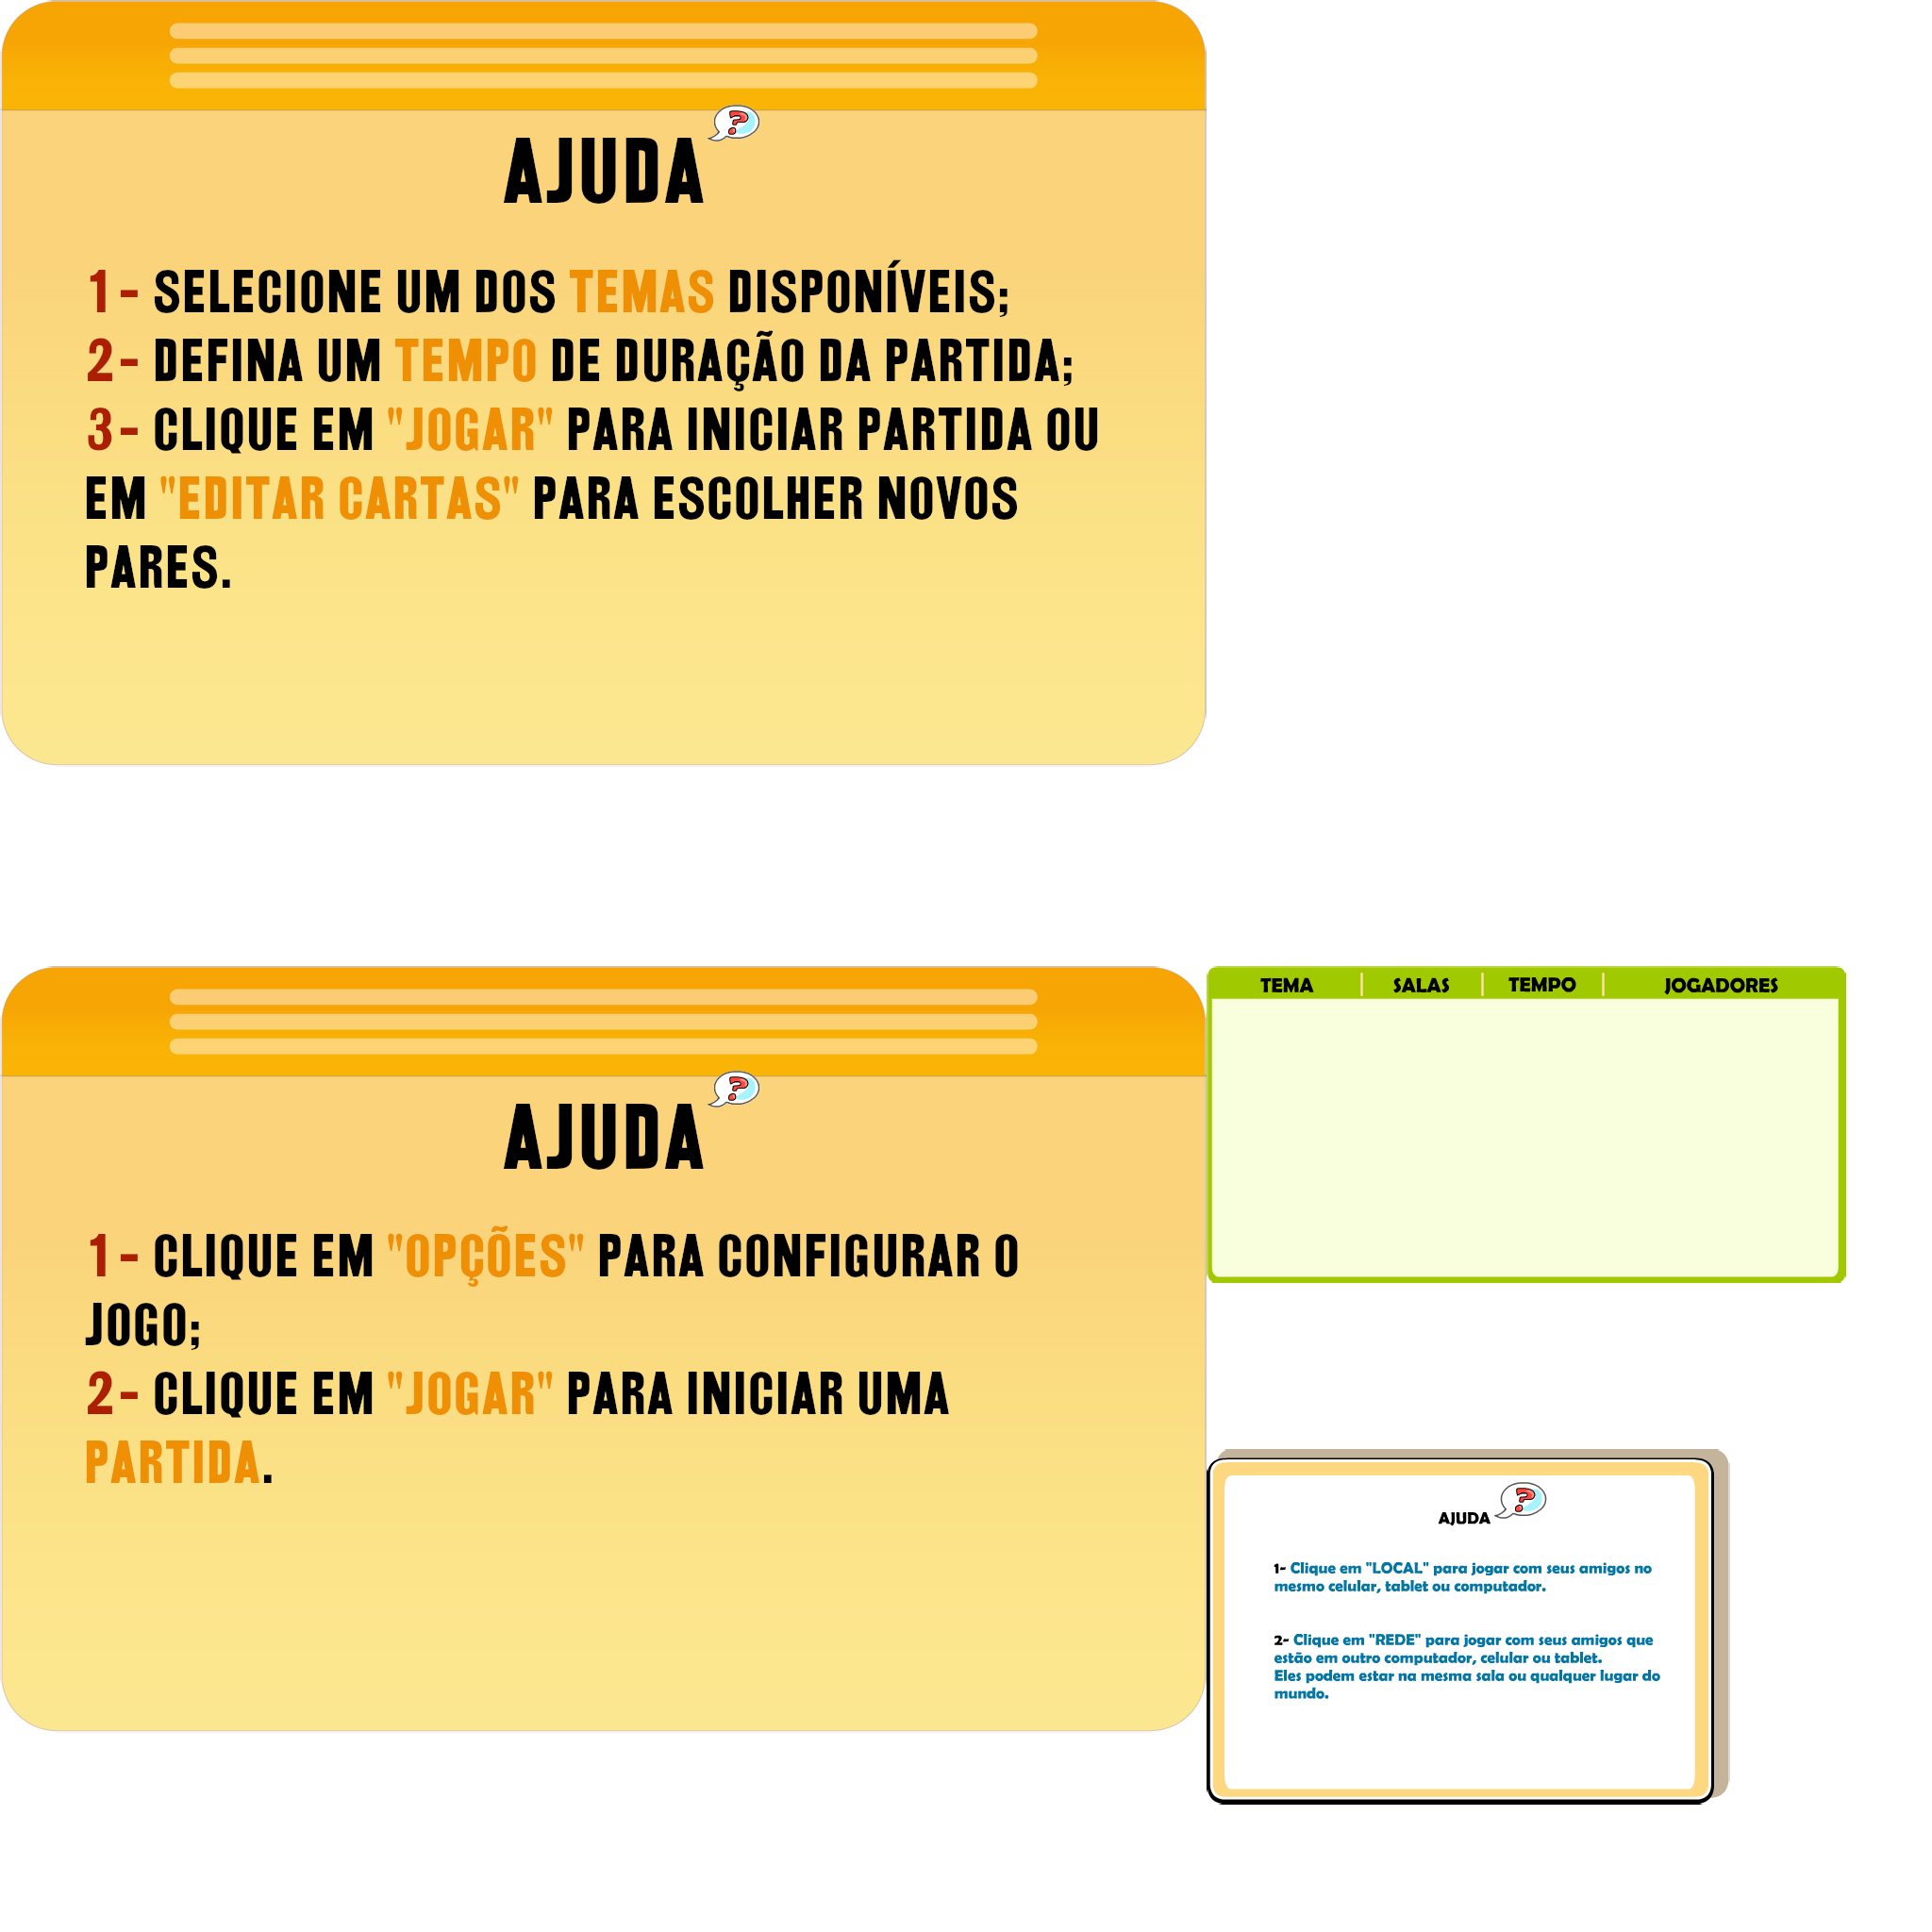 AJUDA
?
1- SELECIONE UM DOS TEMAS DISPONÍVEIS;
2- DEFINA UM TEMPO DE DURAÇÃO DA PARTIDA;
3- CLIQUE EM "JOGAR" PARA INICIAR PARTIDA OU
EM "EDITAR CARTAS" PARA ESCOLHER NOVOS
PARES.
AJUDA
?
1- CLIQUE EM "OPÇÕES" PARA CONFIGURAR O
JOGO;
2- CLIQUE EM "JOGAR" PARA INICIAR UMA
PARTIDA.
TEMA SALAS TEMPO JOGADORES
AJUDA
?
1- Clique em "LOCAL" para jogar com seus amigos no
mesmo celular, tablet ou computador.
2- Clique em "REDE" para jogar com seus amigos que
estão em outro computador, celular ou tablet.
Eles podem estar na mesma sala ou qualquer lugar do
mundo.